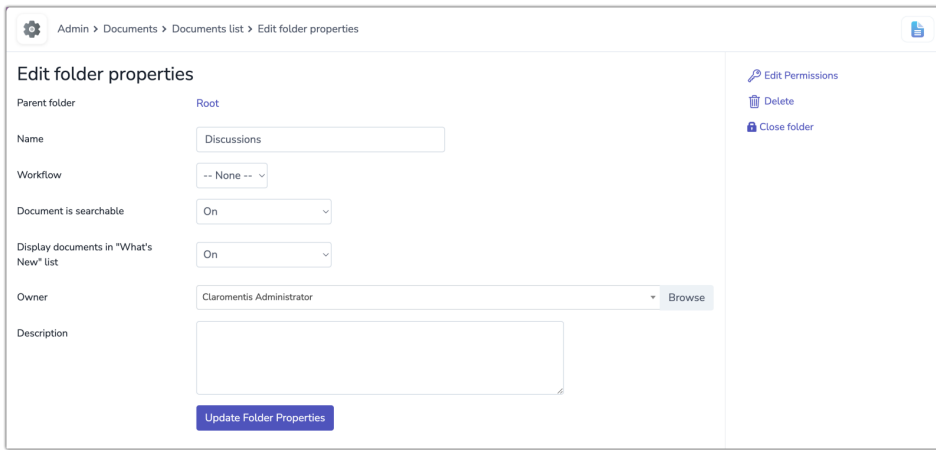 Admin > Documents > Documents list > Edit folder properties
Edit folder properties
Parent folder
Root
Name
Discussions
Workflow
-- None --
Document is searchable
On
Display documents in "What's
New" list
On
Owner
Claromentis Administrator
Browse
Description
Update Folder Properties
Edit Permissions
Delete
Close folder